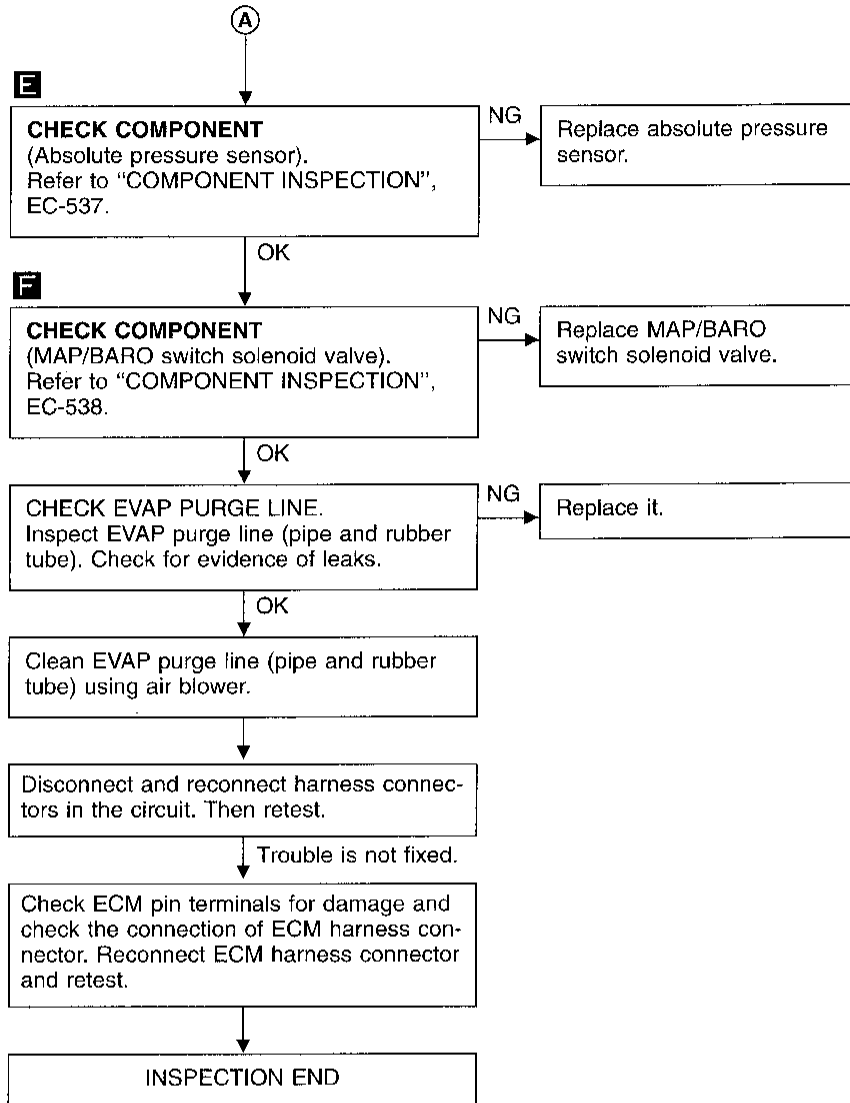 A
E
CHECK COMPONENT
(Absolute pressure sensor).
Refer to “COMPONENT INSPECTION”,
EC-537.
NG
Replace absolute pressure
sensor.
OK
F
CHECK COMPONENT
(MAP/BARO switch solenoid valve).
Refer to “COMPONENT INSPECTION”,
EC-538.
NG
Replace MAP/BARO
switch solenoid valve.
OK
CHECK EVAP PURGE LINE.
Inspect EVAP purge line (pipe and rubber
tube). Check for evidence of leaks.
NG
Replace it.
OK
Clean EVAP purge line (pipe and rubber
tube) using air blower.
Disconnect and reconnect harness connec-
tors in the circuit. Then retest.
Trouble is not fixed.
Check ECM pin terminals for damage and
check the connection of ECM harness con-
nector. Reconnect ECM harness connector
and retest.
INSPECTION END